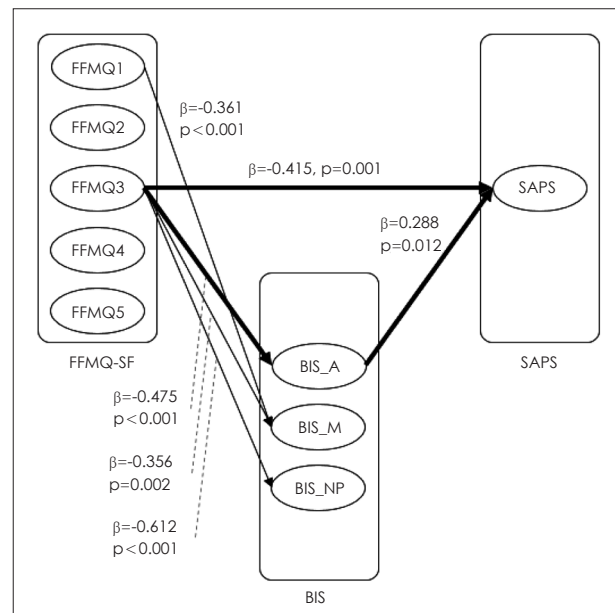 FFMQ1
β=-0.361
p<0.001
FFMQ2
β=-0.415, p=0.001
FFMQ3
SAPS
β=0.288
p=0.012
FFMQ4
FFMQ5
FFMQ-SF
SAPS
BIS_A
β=-0.475
p<0.001
BIS_M
β=-0.356
p=0.002
BIS_NP
β=-0.612
p<0.001
BIS